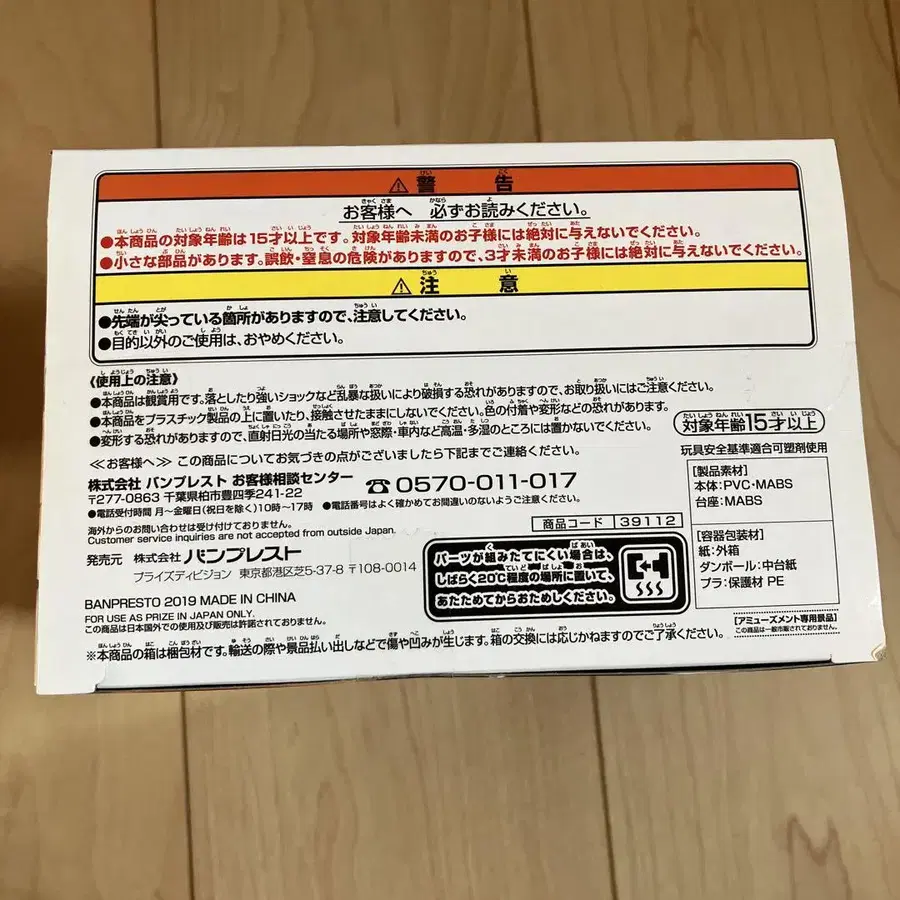 ⚠警告
お客様へ 必ずお読みください。
●本商品の対象年齢は15才以上です。対象年齢未満のお子様には絶対に与えないでください。
●小さな部品があります。誤飲・窒息の危険がありますので、3才未満のお子様には絶対に与えないでください。
⚠注意
●先端が尖っている箇所がありますので、注意してください。
●目的以外のご使用は、おやめください。
《使用上の注意》
●本商品は観賞用です。落としたり強いショックなど乱暴な扱いにより破損する恐れがありますので、お取り扱いにはご注意ください。
●本商品をプラスチック製品の上に置いたり、接触させたままにしないでください。色の付着や変形などの恐れがあります。
●変形する恐れがありますので、直射日光の当たる場所や窓際・車内など高温・多湿のところには置かないでください。
対象年齢15才以上
玩具安全基準適合可塑剤使用
≪お客様へ≫ この商品についてお気づきの点がございましたら下記までご連絡ください。
株式会社 バンプレスト お客様相談センター ☎0570-011-017
〒277-0863 千葉県柏市豊四季241-22
●電話受付時間 月〜金曜日(祝日を除く)10時〜17時 ●電話番号はよく確かめてお間違いのないようにご注意ください。
海外からのお問い合わせは受け付けておりません。
Customer service inquiries are not accepted from outside Japan.
商品コード 39112
発売元 株式会社 バンプレスト
プライズディビジョン 東京都港区芝5-37-8 〒108-0014
BANPRESTO 2019 MADE IN CHINA
FOR USE AS PRIZE IN JAPAN ONLY.
この商品は日本国外での使用及び販売は許諾されておりません。
パーツが組みたてにくい場合は、
しばらく20℃程度の場所に置いて、
あたためてからおためしください。
[製品素材]
本体:PVC・MABS
台座:MABS
[容器包装材]
紙:外箱
ダンボール:中台紙
プラ:保護材 PE
[アミューズメント専用景品]
この商品は一般市販されておりません。
※本商品の箱は梱包材です。輸送の際や景品払い出しなどで傷や凹みが生じます。箱の交換には応じかねますのでご了承ください。